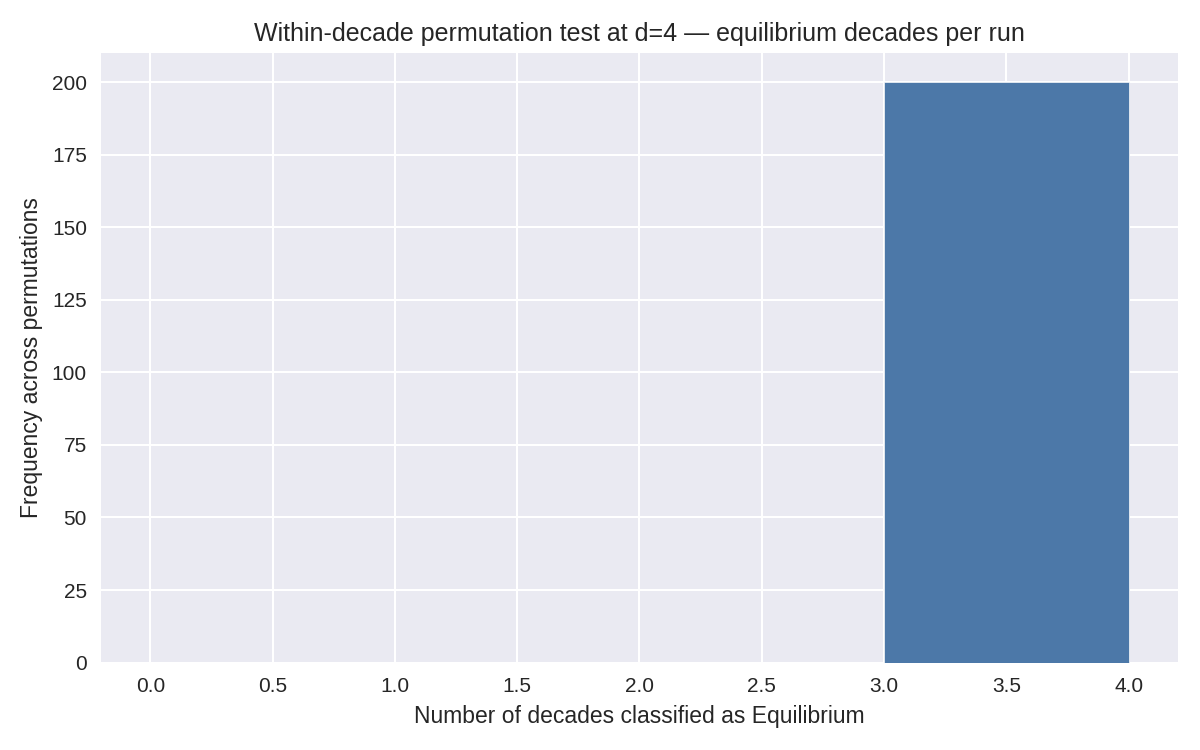 Within-decade permutation test at d=4 — equilibrium decades per run
Frequency across permutations
200
175
150
125
100
75
50
25
0
0.0 0.5 1.0 1.5 2.0 2.5 3.0 3.5 4.0
Number of decades classified as Equilibrium